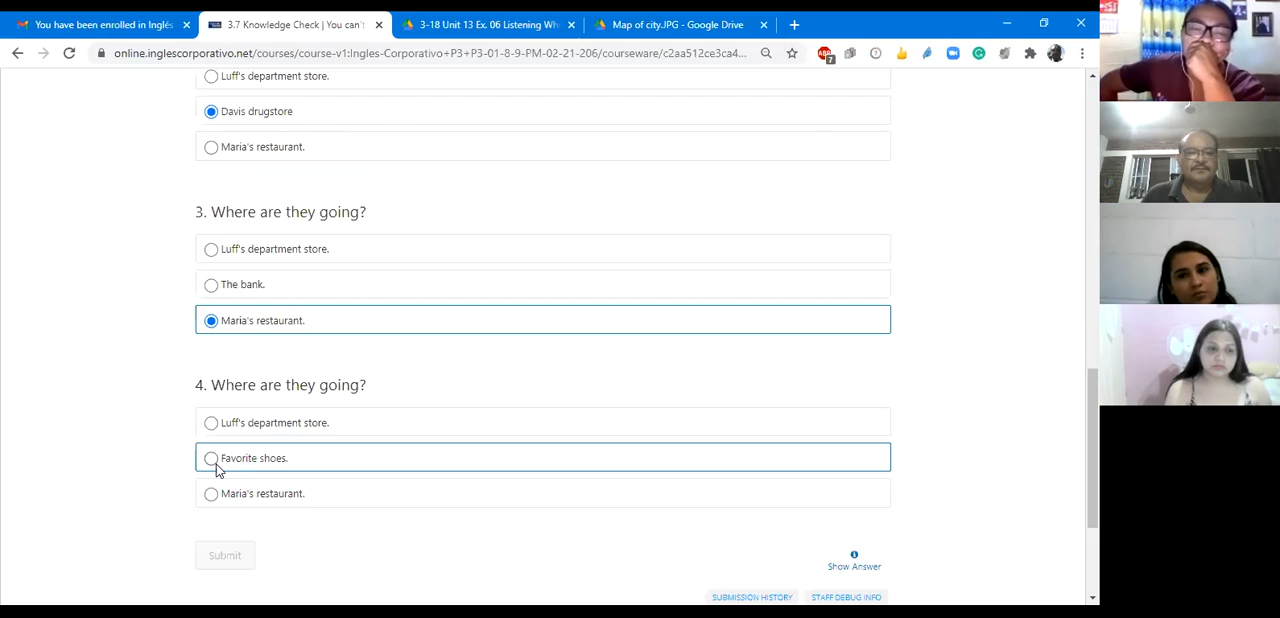 You have been enrolled in Inglés
3.7 Knowledge Check | You can't
3-18 Unit 13 Ex. 06 Listening Wh
Map of city.JPG - Google Drive
online.inglescorporativo.net/courses/course-v1:Ingles-Corporativo+P3+P3-01-8-9-PM-02-21-206/courseware/c2aa512ce3ca4...
7
Luff's department store.
Davis drugstore
Maria's restaurant.
3. Where are they going?
Luff's department store.
The bank.
Maria's restaurant.
4. Where are they going?
Luff's department store.
Favorite shoes.
Maria's restaurant.
Submit
Show Answer
SUBMISSION HISTORY
STAFF DEBUG INFO